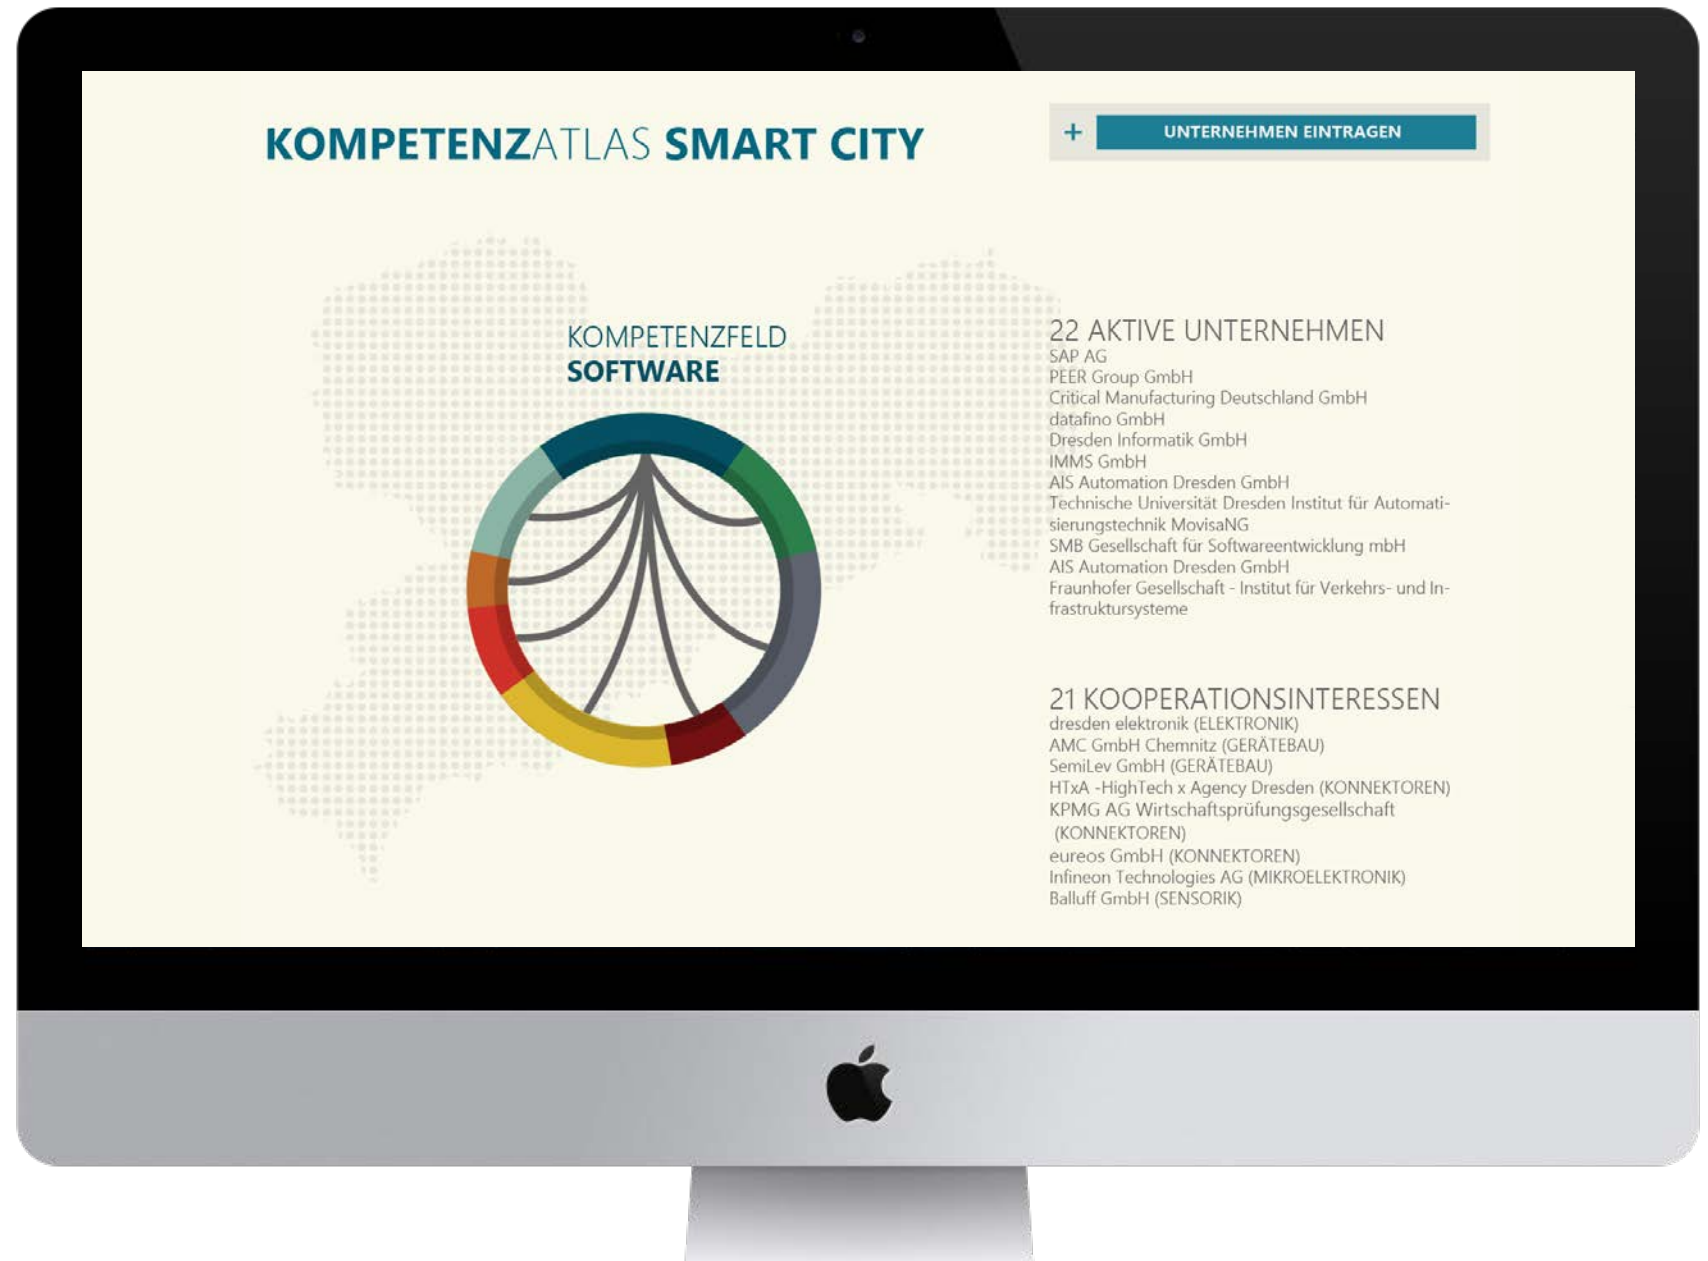 KOMPETENZATLAS SMART CITY
+ UNTERNEHMEN EINTRAGEN
KOMPETENZFELD
SOFTWARE
22 AKTIVE UNTERNEHMEN
SAP AG
PEER Group GmbH
Critical Manufacturing Deutschland GmbH
datafino GmbH
Dresden Informatik GmbH
IMMS GmbH
AIS Automation Dresden GmbH
Technische Universität Dresden Institut für Automati-
sierungstechnik MovisaNG
SMB Gesellschaft für Softwareentwicklung mbH
AIS Automation Dresden GmbH
Fraunhofer Gesellschaft - Institut für Verkehrs- und In-
frastruktursysteme
21 KOOPERATIONSINTERESSEN
dresden elektronik (ELEKTRONIK)
AMC GmbH Chemnitz (GERÄTEBAU)
SemiLev GmbH (GERÄTEBAU)
HTxA -HighTech x Agency Dresden (KONNEKTOREN)
KPMG AG Wirtschaftsprüfungsgesellschaft
(KONNEKTOREN)
eureos GmbH (KONNEKTOREN)
Infineon Technologies AG (MIKROELEKTRONIK)
Balluff GmbH (SENSORIK)